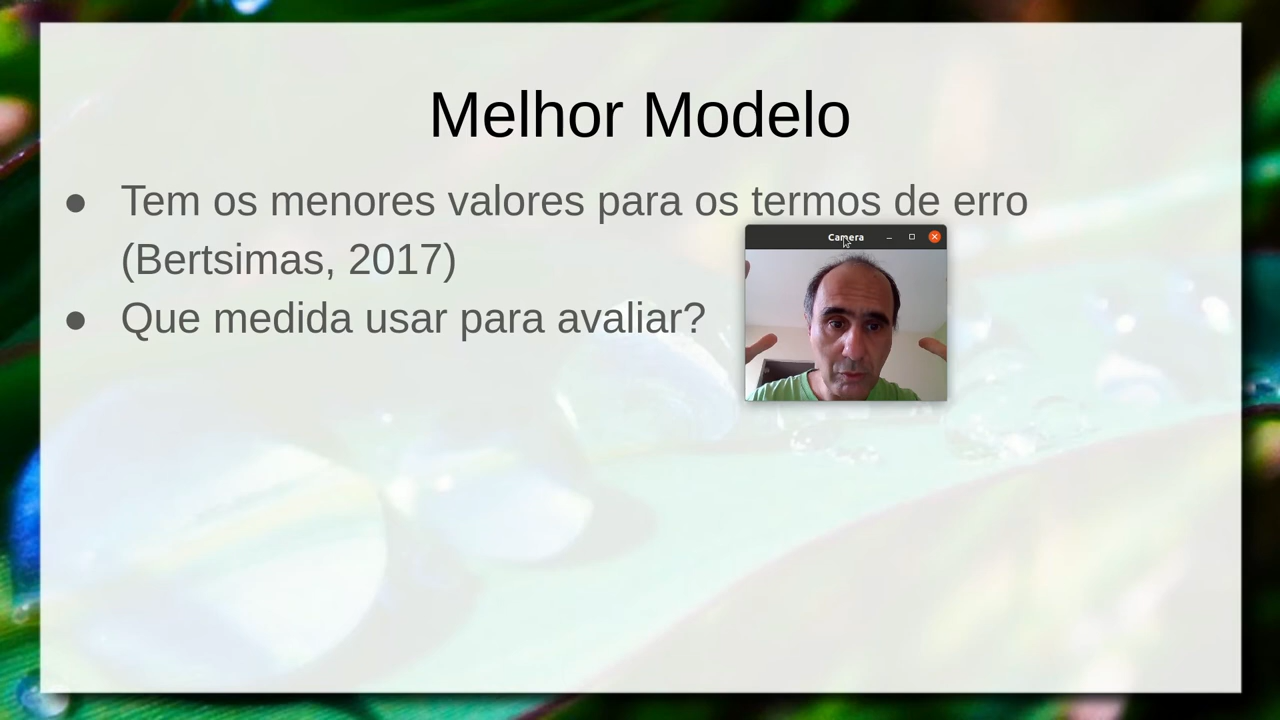 Melhor Modelo
● Tem os menores valores para os termos de erro
(Bertsimas, 2017)
Camera
● Que medida usar para avaliar?